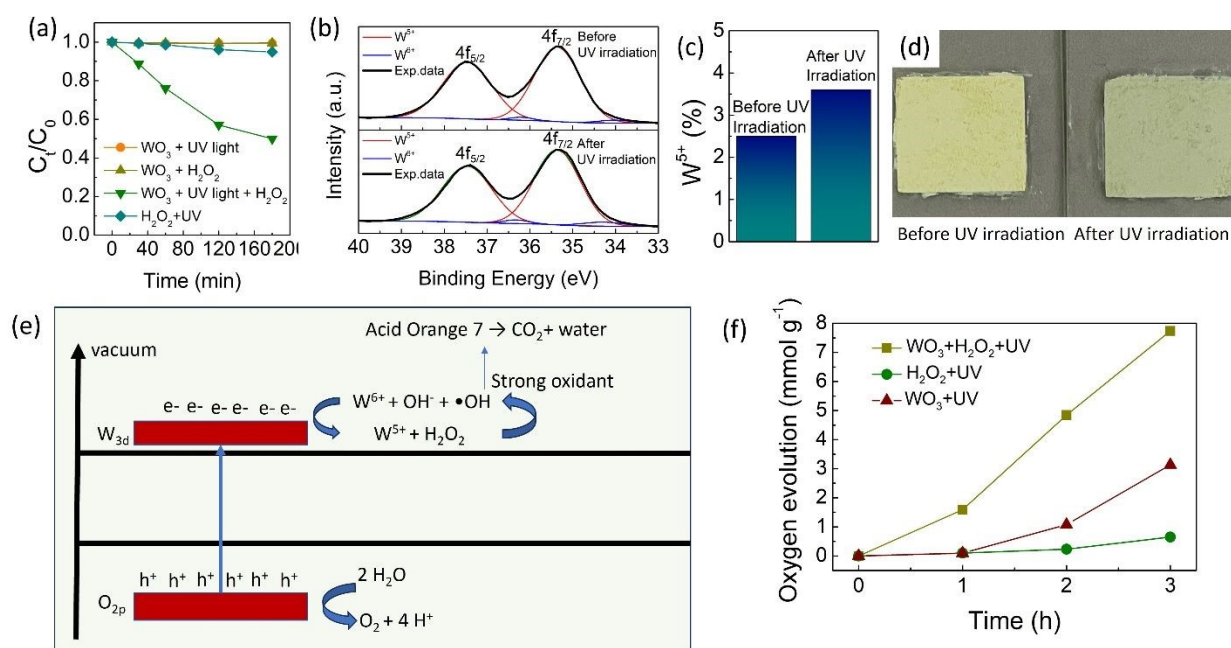 (a)
1.0
0.8
0.6
0.4
0.2
0.0
C_t/C_0
WO₃ + UV light
WO₃ + H₂O₂
WO₃ + UV light + H₂O₂
H₂O₂+UV
0 40 80 120 160 200
Time (min)
(b)
Intensity (a.u.)
W⁵⁺
W⁶⁺
Exp.data
4f₅/₂
4f₇/₂
Before
UV irradiation
W⁵⁺
W⁶⁺
Exp.data
4f₅/₂
4f₇/₂
After
UV irradiation
40 39 38 37 36 35 34 33
Binding Energy (eV)
(c)
W⁵⁺ (%)
5
4
3
2
1
0
Before UV
Irradiation
After UV
Irradiation
(d)
Before UV irradiation
After UV irradiation
(e)
vacuum
Acid Orange 7 → CO₂+ water
Strong oxidant
e- e- e- e- e- e-
W₃d
W⁶⁺ + OH⁻ + •OH
W⁵⁺ + H₂O₂
h⁺ h⁺ h⁺ h⁺ h⁺ h⁺
O₂p
2 H₂O
O₂ + 4 H⁺
(f)
Oxygen evolution (mmol g⁻¹)
8
7
6
5
4
3
2
1
0
WO₃+H₂O₂+UV
H₂O₂+UV
WO₃+UV
0 1 2 3
Time (h)